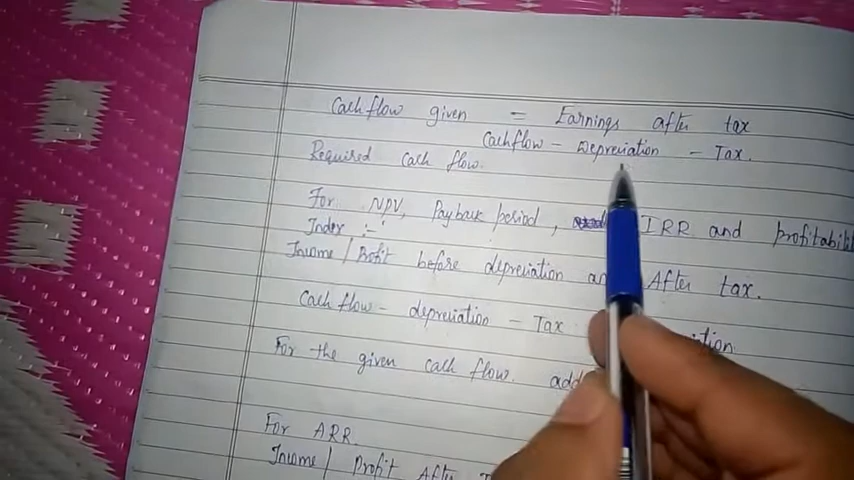 Cash flow given = Earnings after tax
Cashflow - Depreciation - Tax.
Required cash flow.
For NPV, Payback period, IRR and profitabili
Index :-
Income / Profit before depreciation an After tax.
Cash flow - depreciation - Tax
For the given cash flow. add
For ARR.
Income / Profit After